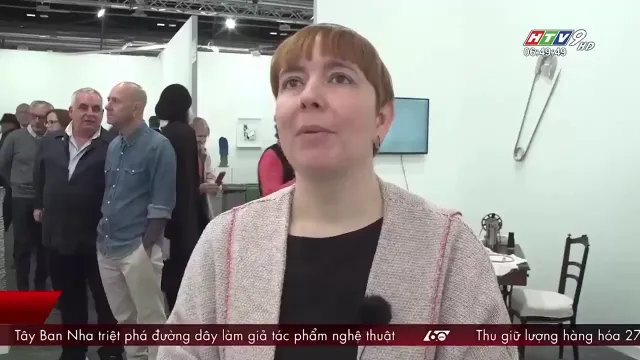 HTV9 HD
06:49:49
Tây Ban Nha triệt phá đường dây làm giả tác phẩm nghệ thuật 60 Thu giữ lượng hàng hóa 27